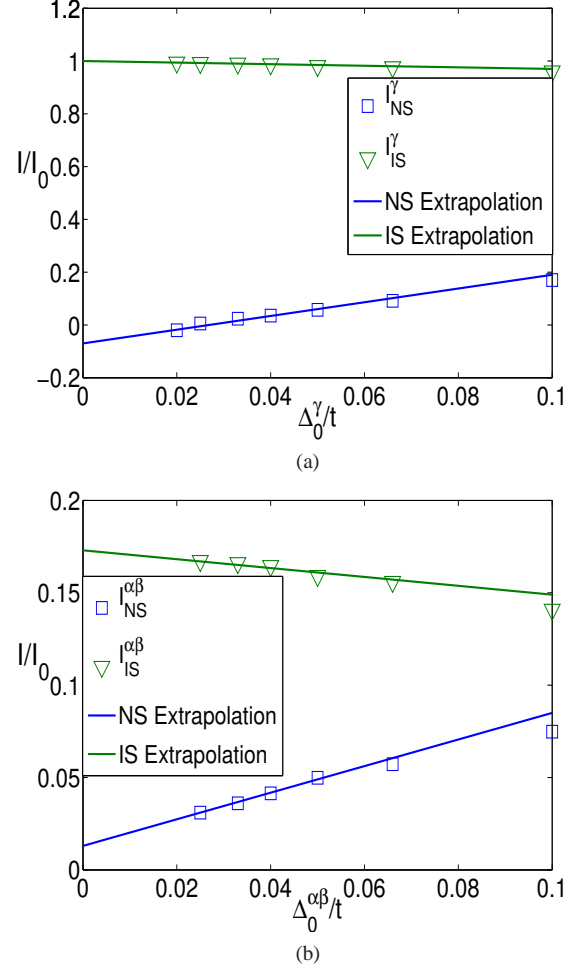 1.2
1
0.8
0.6
0.4
0.2
0
−0.2
I/I₀
I^γ_NS
I^γ_IS
NS Extrapolation
IS Extrapolation
0 0.02 0.04 0.06 0.08 0.1
Δ₀^γ/t
(a)
0.2
0.15
0.1
0.05
0
I/I₀
I^αβ_NS
I^αβ_IS
NS Extrapolation
IS Extrapolation
0 0.02 0.04 0.06 0.08 0.1
Δ₀^αβ/t
(b)